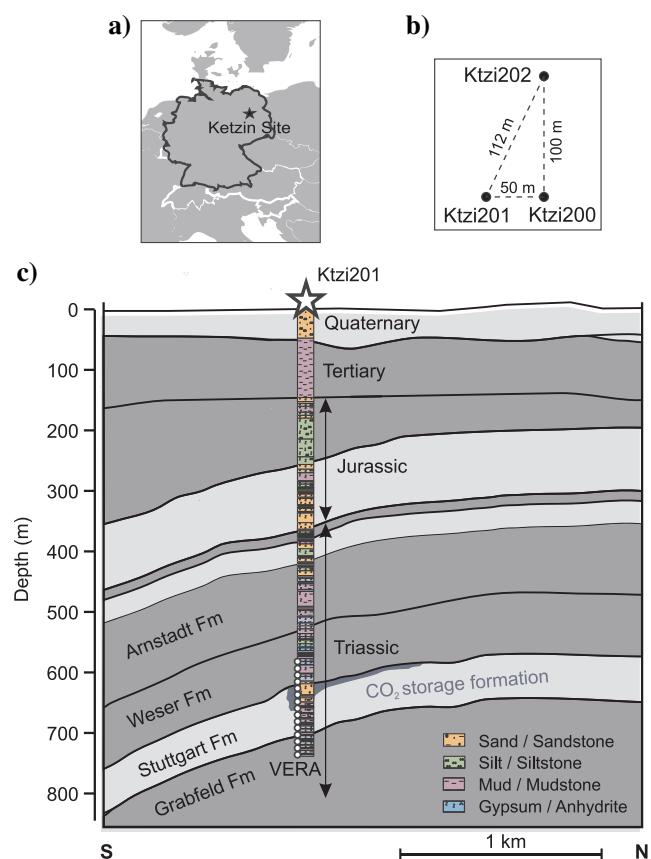 a)
Ketzin Site
b)
Ktzi202
112 m
100 m
50 m
Ktzi201
Ktzi200
c)
Ktzi201
Depth (m)
0
100
200
300
400
500
600
700
800
Quaternary
Tertiary
Jurassic
Triassic
Arnstadt Fm
Weser Fm
Stuttgart Fm
Grabfeld Fm
CO2 storage formation
VERA
Sand / Sandstone
Silt / Siltstone
Mud / Mudstone
Gypsum / Anhydrite
S
1 km
N